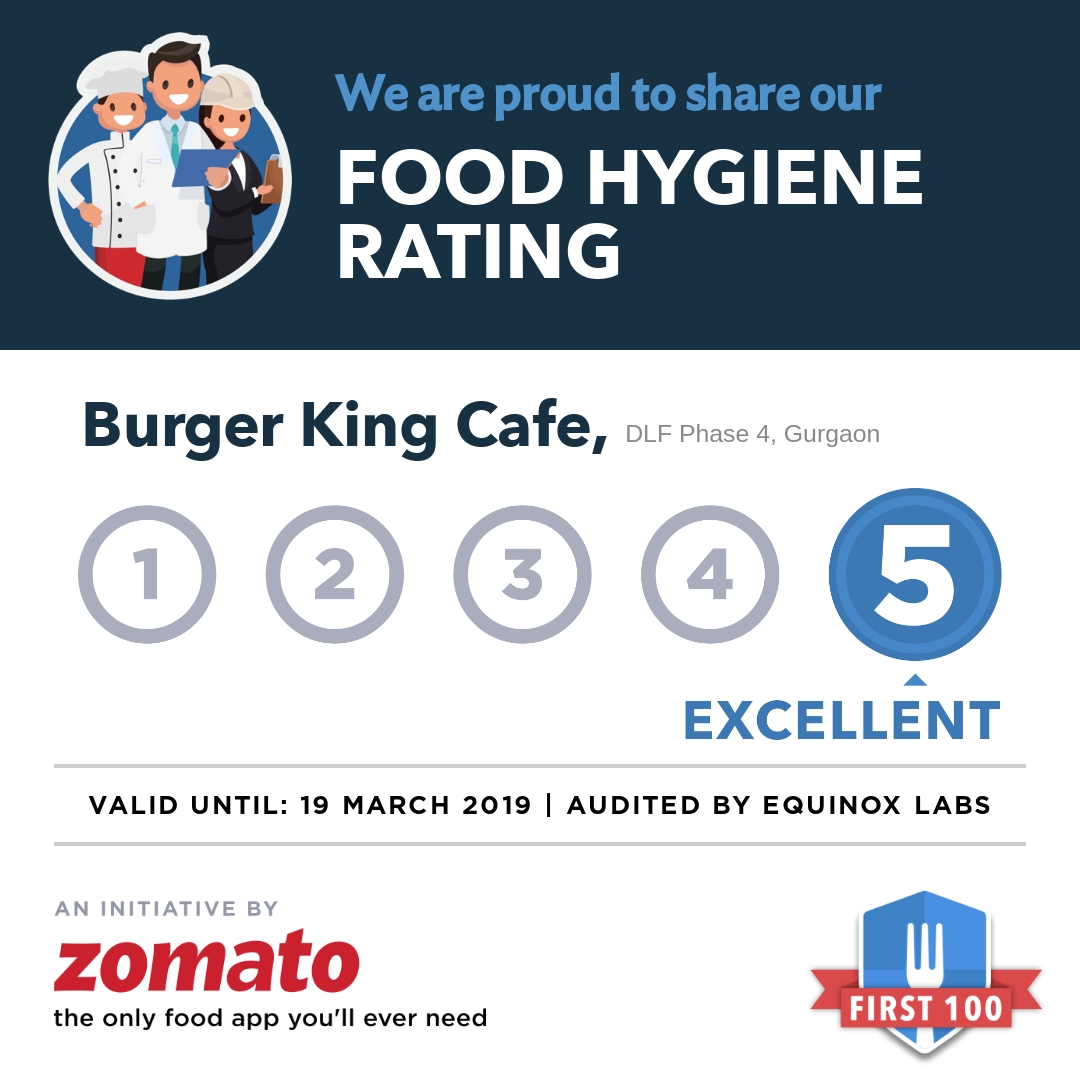 We are proud to share our
FOOD HYGIENE
RATING
Burger King Cafe, DLF Phase 4, Gurgaon
1 2 3 4 5
EXCELLENT
VALID UNTIL: 19 MARCH 2019 | AUDITED BY EQUINOX LABS
AN INITIATIVE BY
zomato
the only food app you'll ever need
FIRST 100